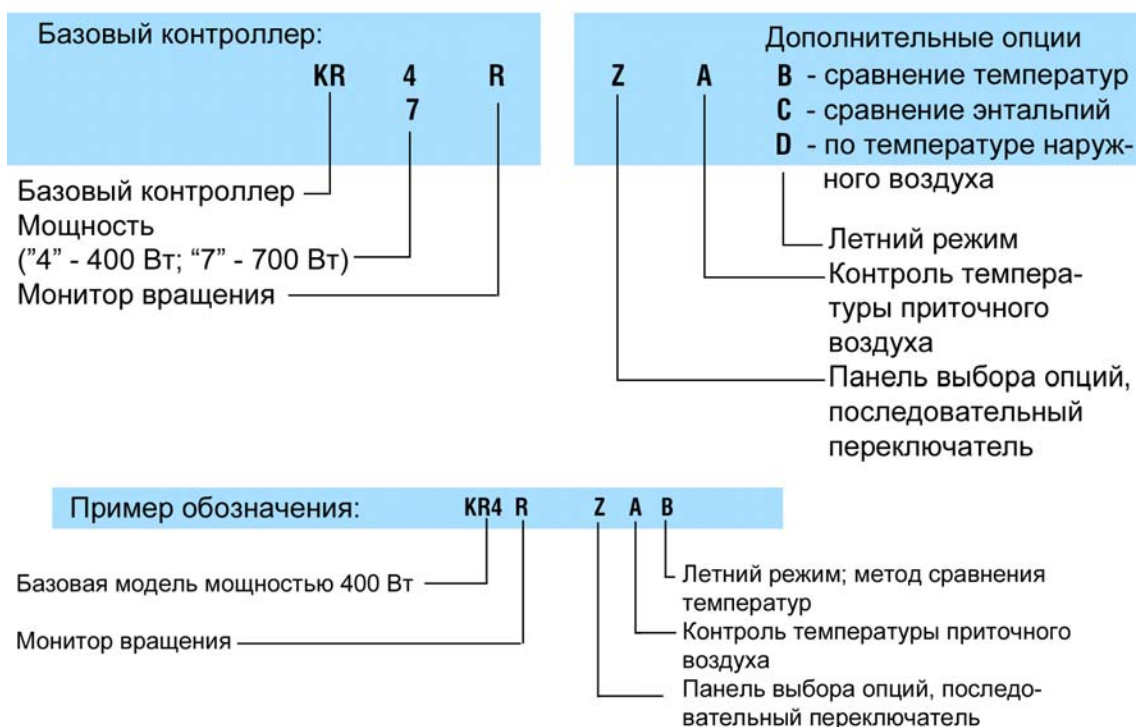 Базовый контроллер:
KR 4 R
7
Базовый контроллер
Мощность
("4" - 400 Вт; "7" - 700 Вт)
Монитор вращения
Дополнительные опции
Z A B - сравнение температур
C - сравнение энтальпий
D - по температуре наруж-
ного воздуха
Летний режим
Контроль темпера-
туры приточного
воздуха
Панель выбора опций,
последовательный
переключатель
Пример обозначения: KR4 R Z A B
Базовая модель мощностью 400 Вт
Монитор вращения
Летний режим; метод сравнения
температур
Контроль температуры приточного
воздуха
Панель выбора опций, последо-
вательный переключатель